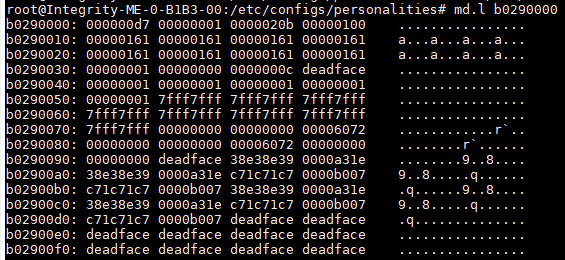 root@Integrity-ME-0-B1B3-00:/etc/configs/personalities# md.l b0290000
b0290000: 000000d7 00000001 0000020b 00000100    ................
b0290010: 00000161 00000161 00000161 00000161    a...a...a...a...
b0290020: 00000161 00000161 00000161 00000161    a...a...a...a...
b0290030: 00000001 00000000 0000000c deadface    ................
b0290040: 00000001 00000001 00000001 00000001    ................
b0290050: 00000001 7fff7fff 7fff7fff 7fff7fff    ................
b0290060: 7fff7fff 7fff7fff 7fff7fff 7fff7fff    ................
b0290070: 7fff7fff 00000000 00000000 00006072    ............r`..
b0290080: 00000000 00000000 00006072 00000000    ........r`......
b0290090: 00000000 deadface 38e38e39 0000a31e    ........9..8....
b02900a0: 38e38e39 0000a31e c71c71c7 0000b007    9..8.....q......
b02900b0: c71c71c7 0000b007 38e38e39 0000a31e    .q......9..8....
b02900c0: 38e38e39 0000a31e c71c71c7 0000b007    9..8.....q......
b02900d0: c71c71c7 0000b007 deadface deadface    .q..............
b02900e0: deadface deadface deadface deadface    ................
b02900f0: deadface deadface deadface deadface    ................